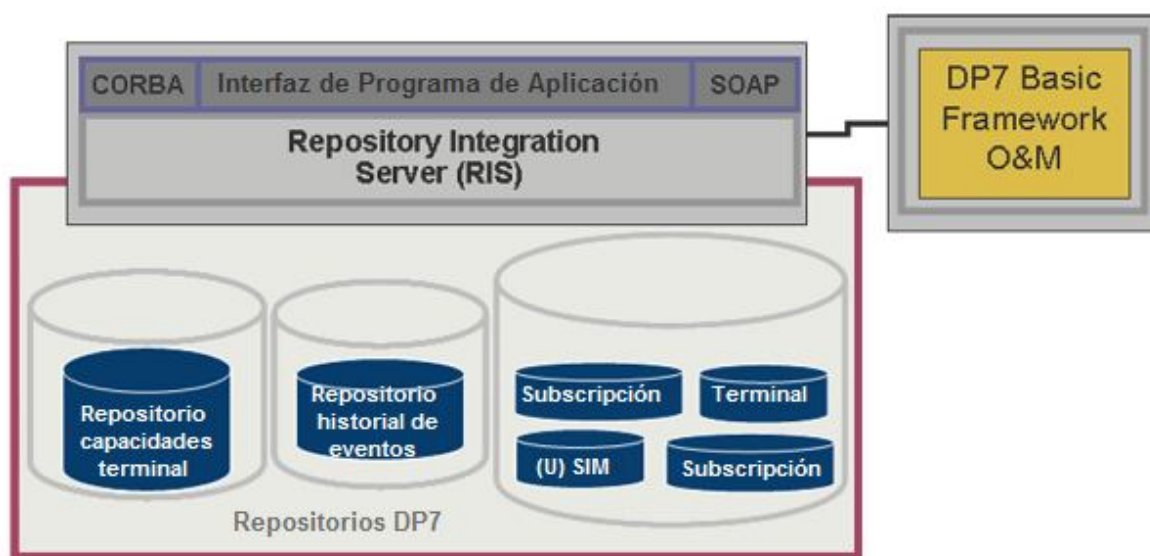 CORBA
Interfaz de Programa de Aplicación
SOAP
Repository Integration
Server (RIS)
DP7 Basic
Framework
O&M
Repositorio
capacidades
terminal
Repositorio
historial de
eventos
Subscripción
Terminal
(U) SIM
Subscripción
Repositorios DP7